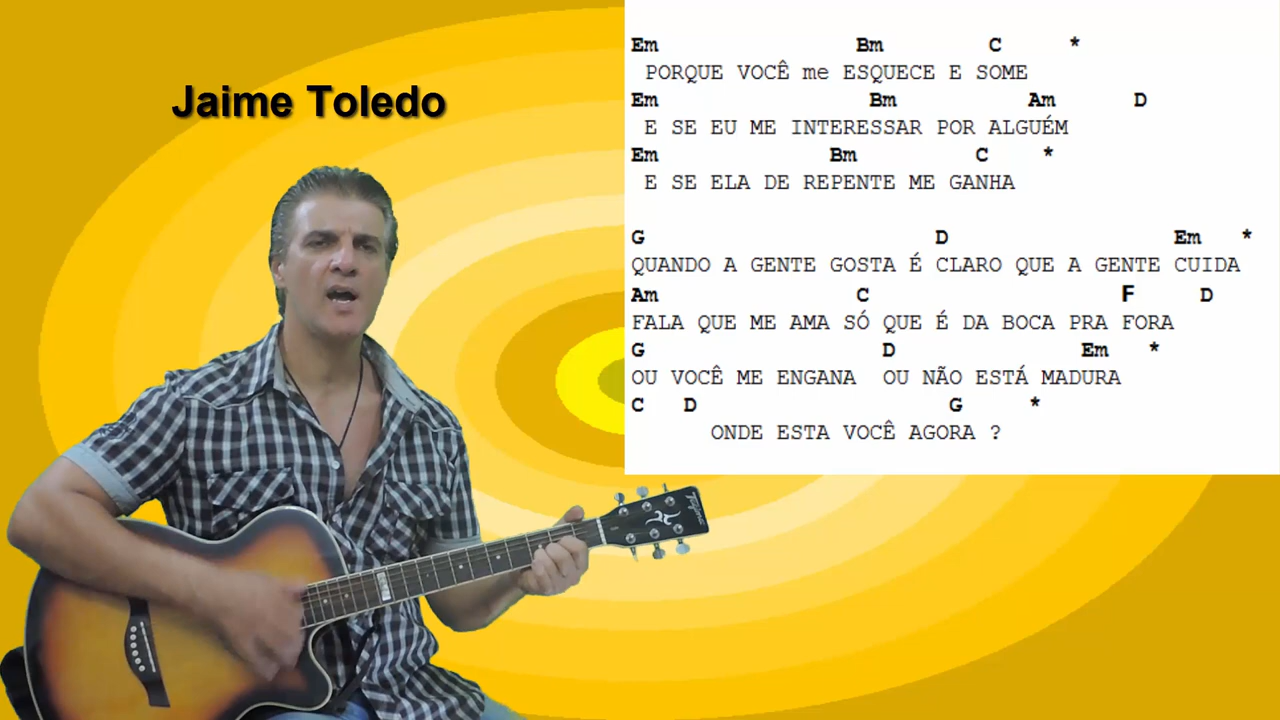 Jaime Toledo
Em Bm C *
PORQUE VOCÊ me ESQUECE E SOME
Em Bm Am D
E SE EU ME INTERESSAR POR ALGUÉM
Em Bm C *
E SE ELA DE REPENTE ME GANHA
G D Em *
QUANDO A GENTE GOSTA É CLARO QUE A GENTE CUIDA
Am C F D
FALA QUE ME AMA SÓ QUE É DA BOCA PRA FORA
G D Em *
OU VOCÊ ME ENGANA OU NÃO ESTÁ MADURA
C D G *
ONDE ESTA VOCÊ AGORA ?